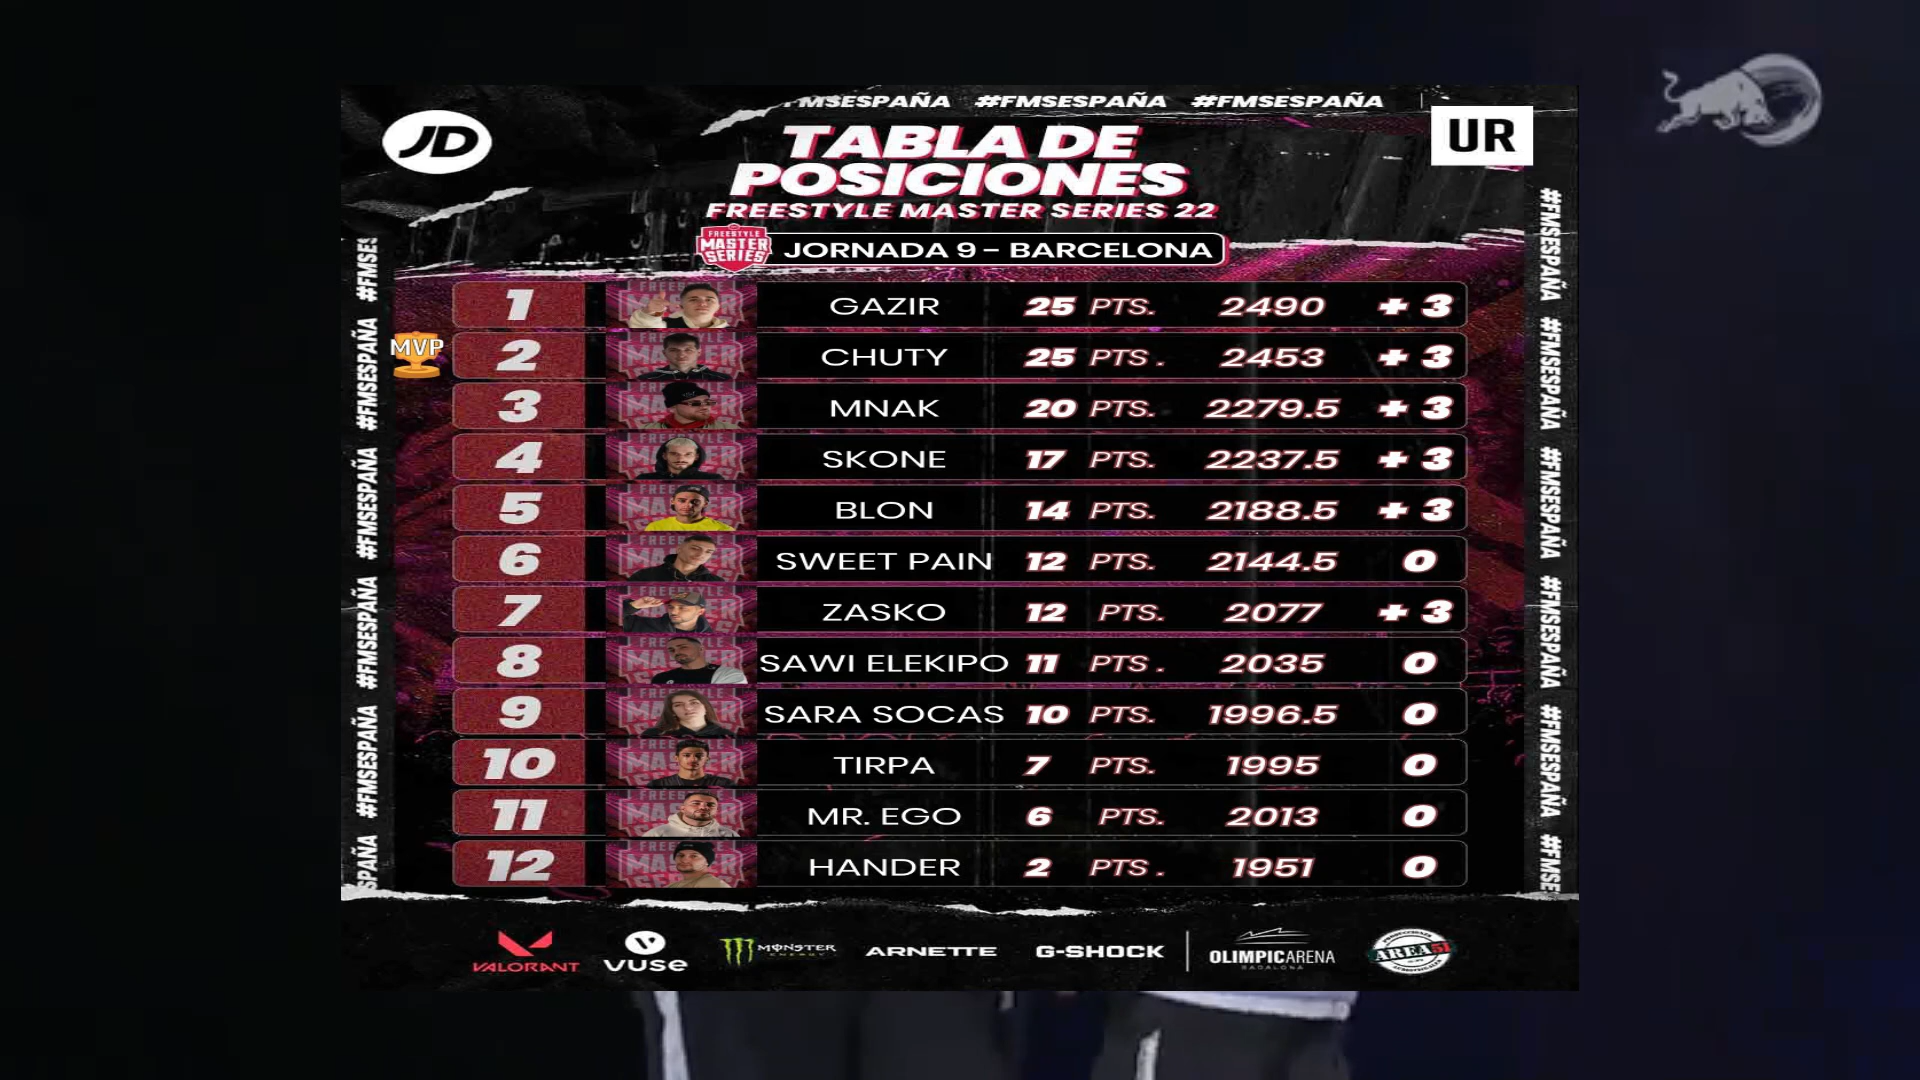 #FMSESPAÑA #FMSESPAÑA
JD
UR
TABLA DE
POSICIONES
FREESTYLE MASTER SERIES 22
FREESTYLE
MASTER
SERIES
JORNADA 9 - BARCELONA
1 GAZIR 25 PTS. 2490 + 3
MVP
2 CHUTY 25 PTS . 2453 + 3
3 MNAK 20 PTS. 2279.5 + 3
4 SKONE 17 PTS. 2237.5 + 3
5 BLON 14 PTS. 2188.5 + 3
6 SWEET PAIN 12 PTS. 2144.5 0
7 ZASKO 12 PTS. 2077 + 3
8 SAWI ELEKIPO 11 PTS . 2035 0
9 SARA SOCAS 10 PTS. 1996.5 0
10 TIRPA 7 PTS. 1995 0
11 MR. EGO 6 PTS. 2013 0
12 HANDER 2 PTS . 1951 0
#FMSESPAÑA
#FMSESPAÑA
#FMSESPAÑA
#FMSESPAÑA
#FMSESPAÑA
#FMSESPAÑA
#FMSESPAÑA
#FMSESPAÑA
#FMSESPAÑA
VALORANT
VUSE
MONSTER
ENERGY
ARNETTE
G-SHOCK
OLIMPICARENA
BADALONA
AREA 51